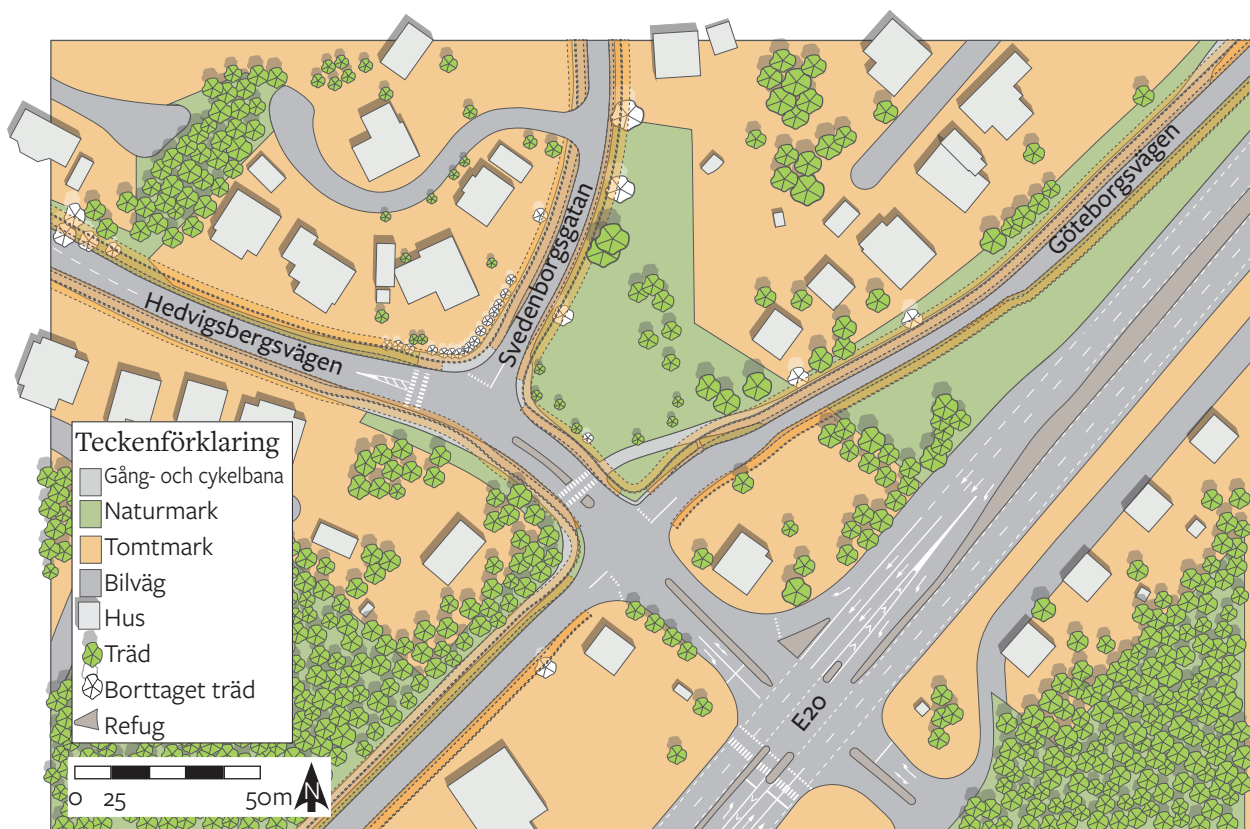 Göteborgsvägen
Svedenborgsgatan
Hedvigsbergsvägen
Teckenförklaring
Gång- och cykelbana
Naturmark
Tomtmark
Bilväg
Hus
Träd
Borttaget träd
Refug
E20
0 25 50m
N